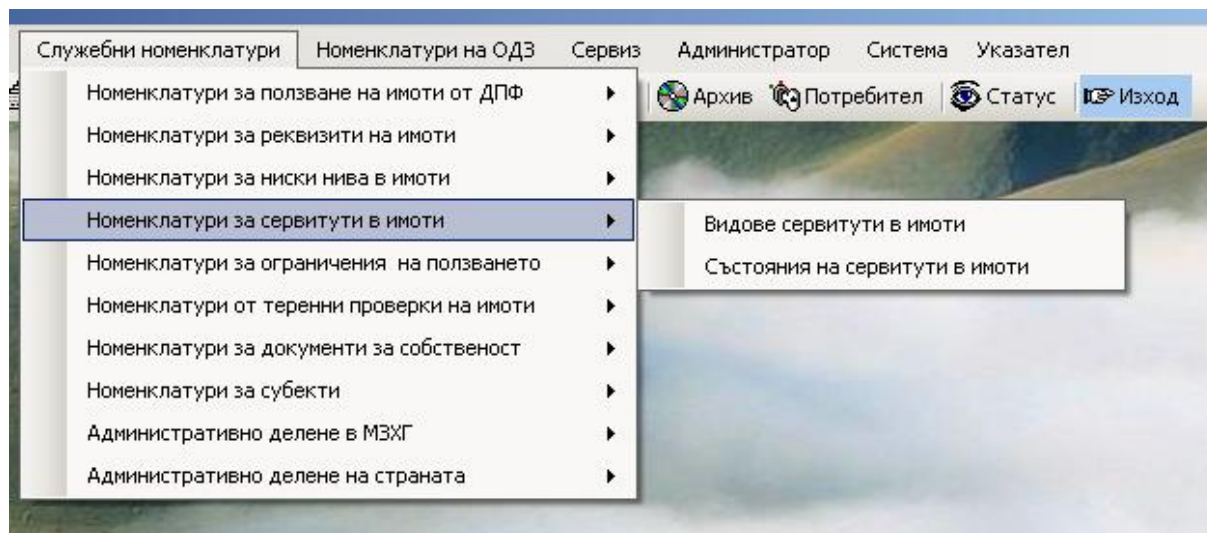 Служебни номенклатури Номенклатури на ОДЗ Сервиз Администратор Система Указател
Архив Потребител Статус Изход
Номенклатури за ползване на имоти от ДПФ
Номенклатури за реквизити на имоти
Номенклатури за ниски нива в имоти
Номенклатури за сервитути в имоти
Видове сервитути в имоти
Състояния на сервитути в имоти
Номенклатури за ограничения на ползването
Номенклатури от теренни проверки на имоти
Номенклатури за документи за собственост
Номенклатури за субекти
Административно делене в МЗХГ
Административно делене на страната